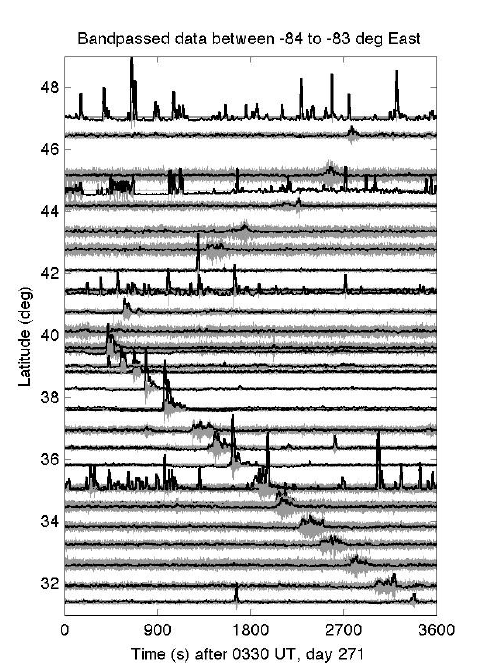 Bandpassed data between -84 to -83 deg East
48
46
44
42
40
38
36
34
32
Latitude (deg)
0 900 1800 2700 3600
Time (s) after 0330 UT, day 271